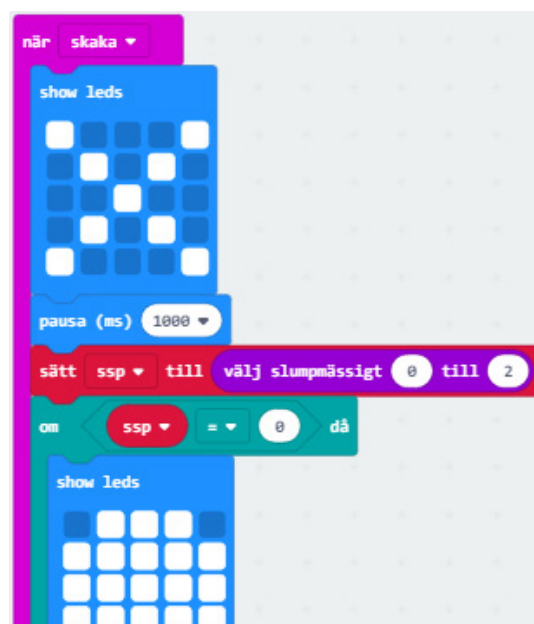 när skaka
show leds
pausa (ms) 1000
sätt ssp till välj slumpmässigt 0 till 2
om ssp = 0 då
show leds